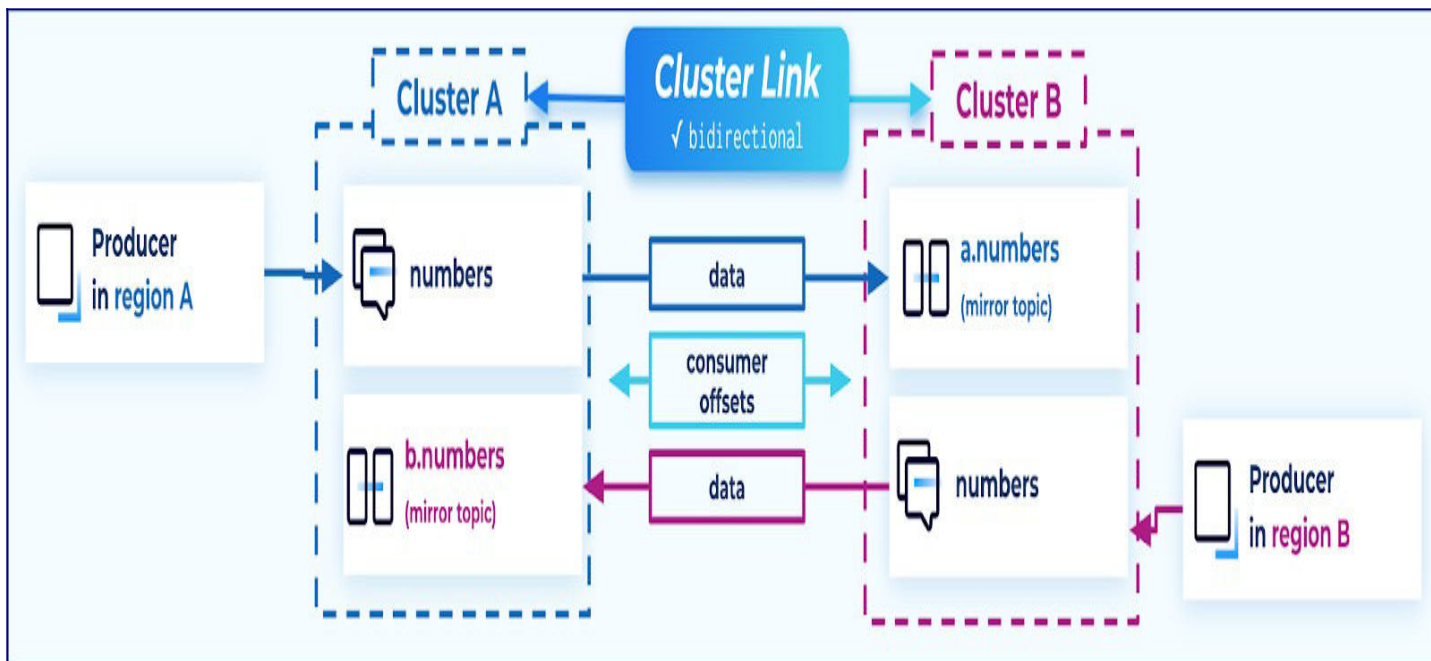 Cluster Link
✓ bidirectional
Cluster A
Cluster B
Producer
in region A
numbers
data
a.numbers
(mirror topic)
consumer
offsets
b.numbers
(mirror topic)
data
numbers
Producer
in region B